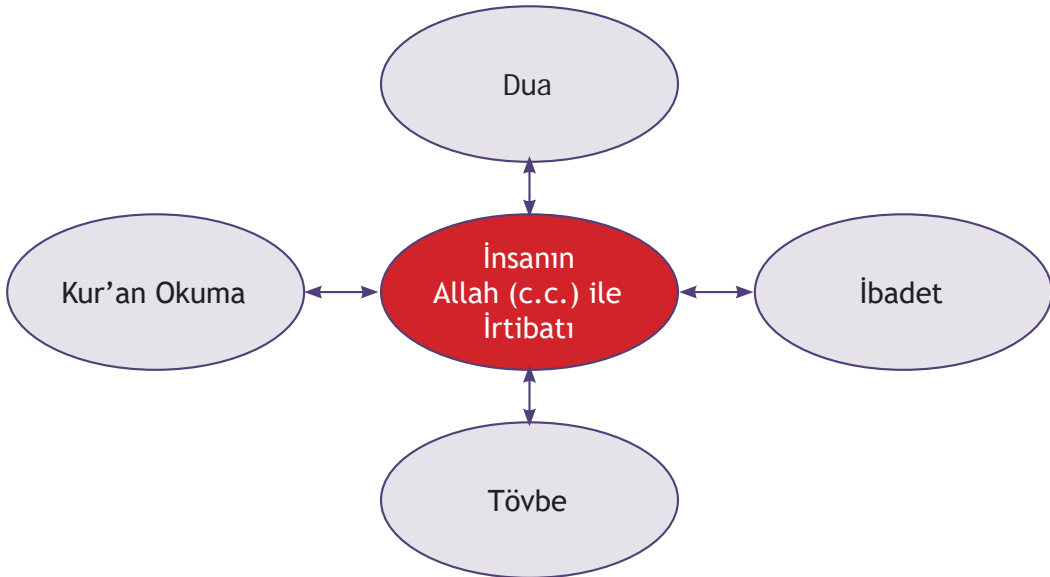 Dua
Kur'an Okuma
İnsanın
Allah (c.c.) ile
İrtibatı
İbadet
Tövbe